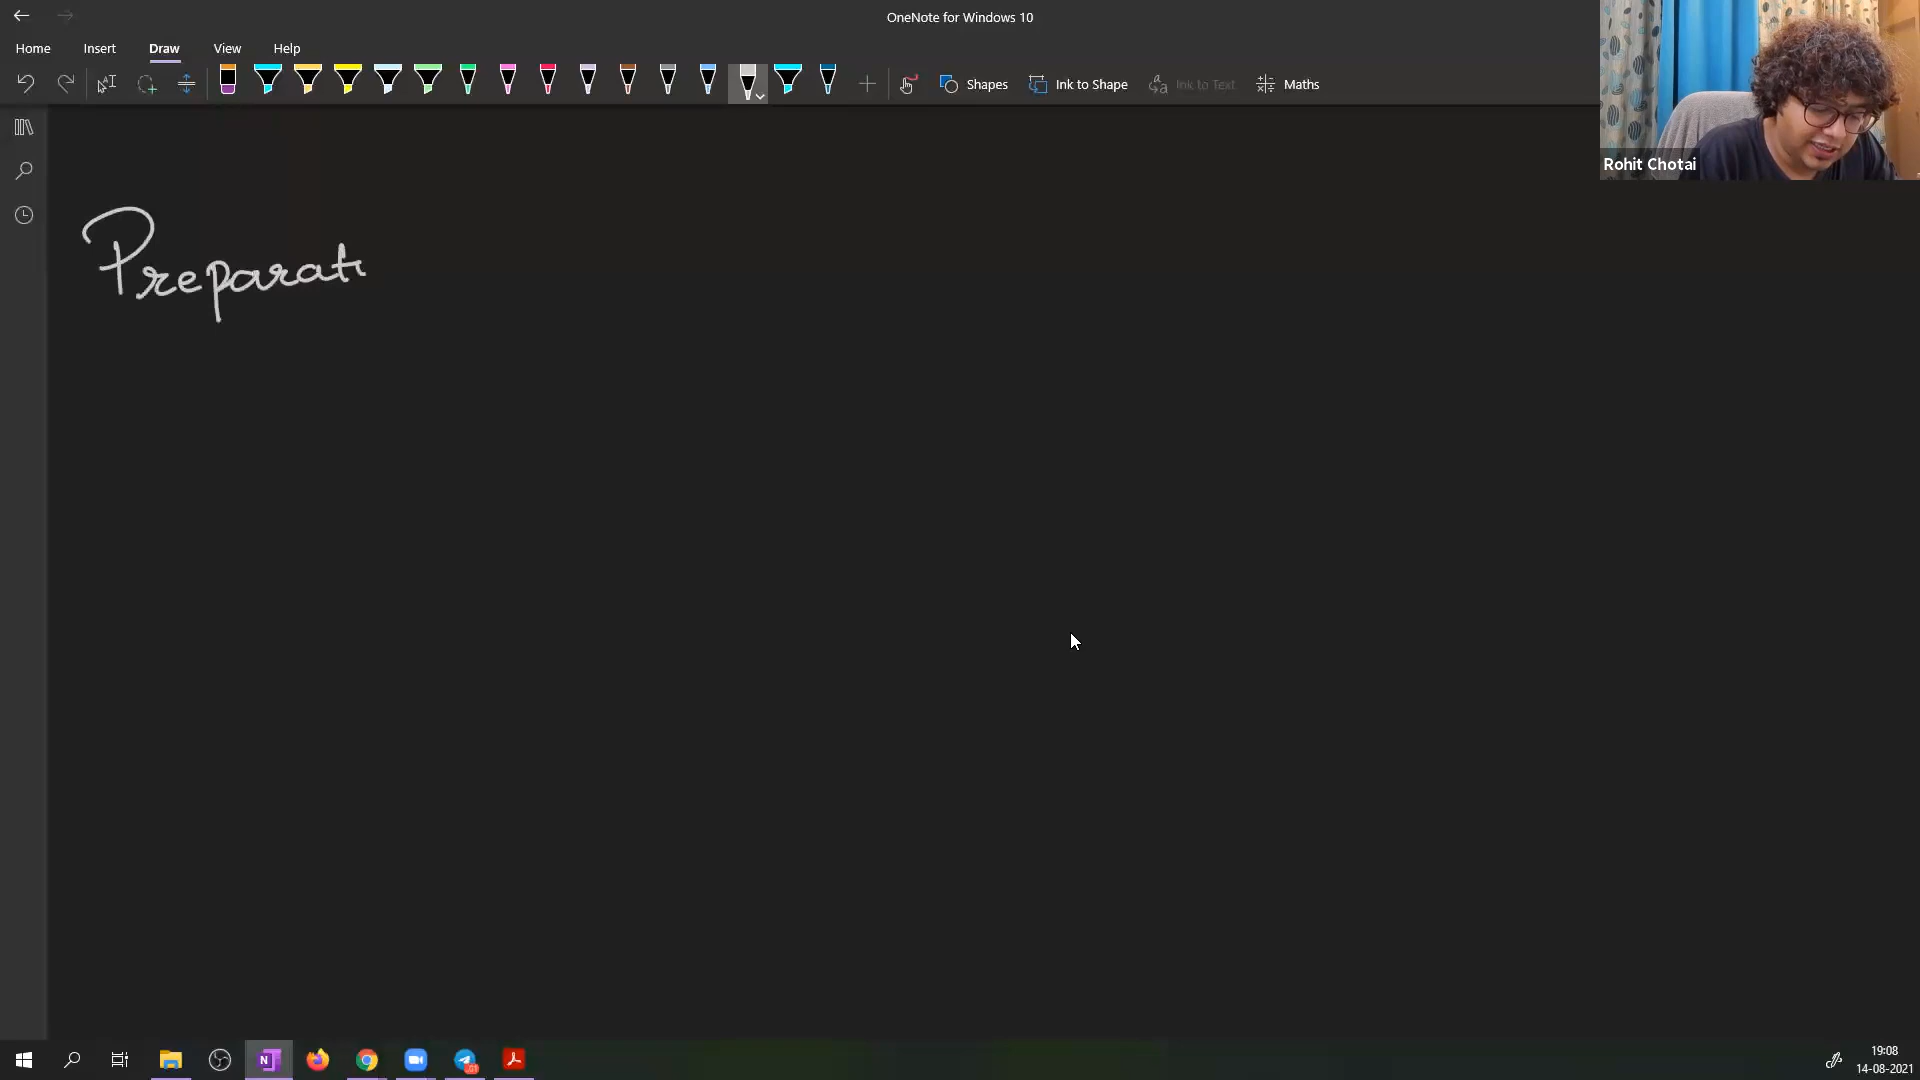 OneNote for Windows 10
Home Insert Draw View Help
Shapes Ink to Shape Ink to Text Maths
Rohit Chotai
Preparati
19:08
14-08-2021